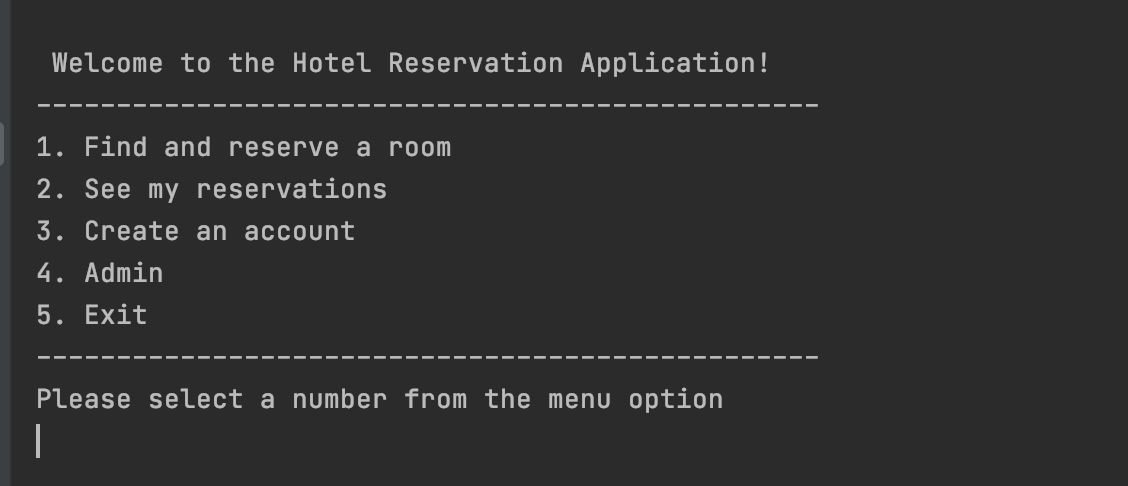 Welcome to the Hotel Reservation Application!
-------------------------------------------------
1. Find and reserve a room
2. See my reservations
3. Create an account
4. Admin
5. Exit
-------------------------------------------------
Please select a number from the menu option